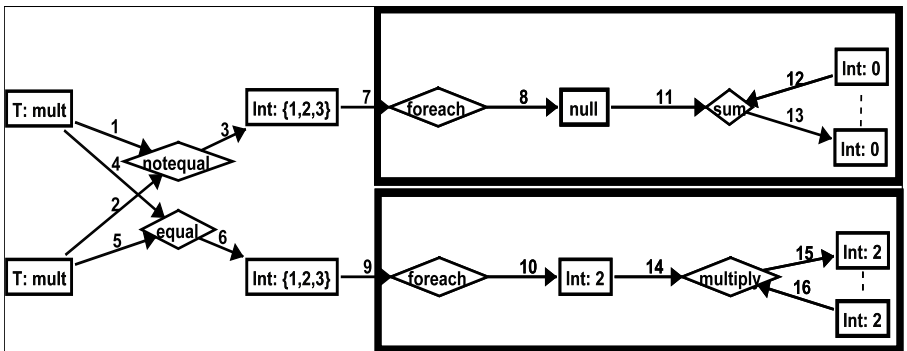 T: mult
1
4
2
5
T: mult
notequal
equal
3
6
Int: {1,2,3}
Int: {1,2,3}
7
foreach
8
null
11
sum
12
13
Int: 0
Int: 0
9
foreach
10
Int: 2
14
multiply
15
16
Int: 2
Int: 2